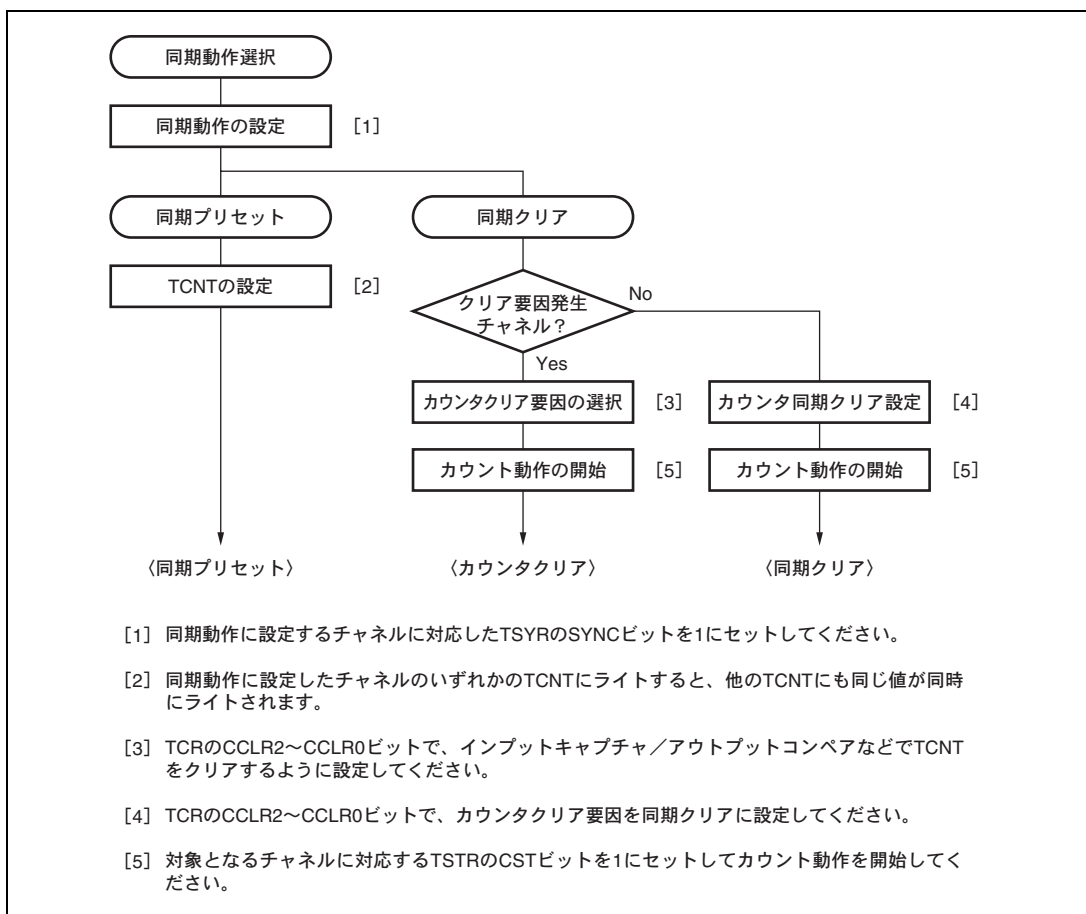 同期動作選択
同期動作の設定 [1]
同期プリセット 同期クリア
TCNTの設定 [2]
クリア要因発生
チャネル？
No
Yes
カウンタクリア要因の選択 [3] カウンタ同期クリア設定 [4]
カウント動作の開始 [5] カウント動作の開始 [5]
〈同期プリセット〉 〈カウンタクリア〉 〈同期クリア〉
[1] 同期動作に設定するチャネルに対応したTSYRのSYNCビットを1にセットしてください。
[2] 同期動作に設定したチャネルのいずれかのTCNTにライトすると、他のTCNTにも同じ値が同時
にライトされます。
[3] TCRのCCLR2～CCLR0ビットで、インプットキャプチャ／アウトプットコンペアなどでTCNT
をクリアするように設定してください。
[4] TCRのCCLR2～CCLR0ビットで、カウンタクリア要因を同期クリアに設定してください。
[5] 対象となるチャネルに対応するTSTRのCSTビットを1にセットしてカウント動作を開始してく
ださい。